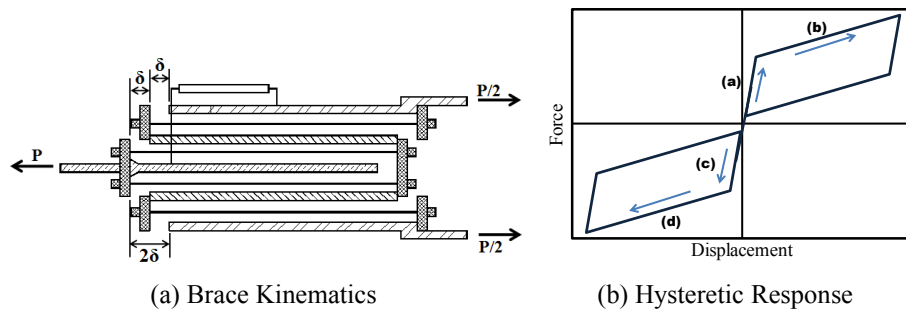 δ δ
P/2
P
P/2
2δ
(a) Brace Kinematics
Force
(b)
(a)
(c)
(d)
Displacement
(b) Hysteretic Response